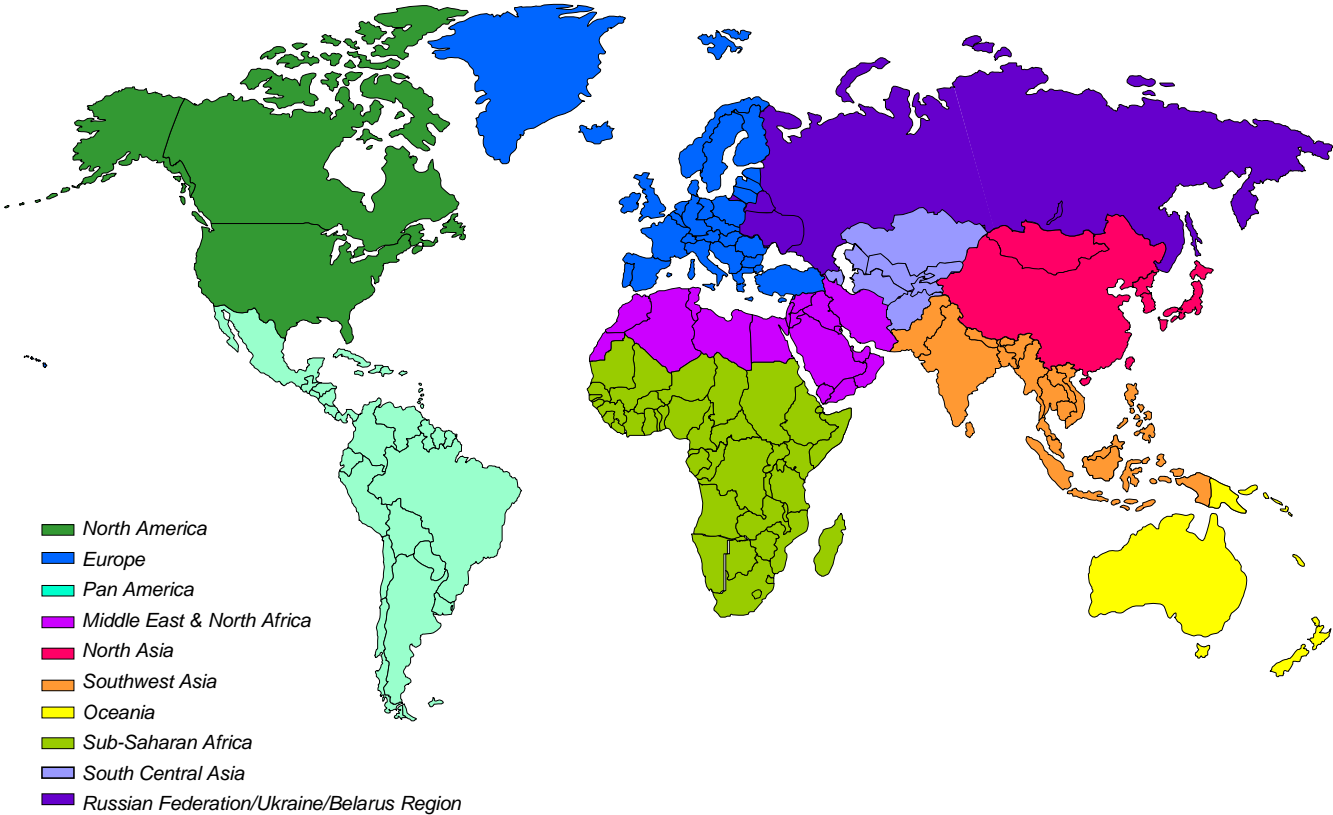 North America
Europe
Pan America
Middle East & North Africa
North Asia
Southwest Asia
Oceania
Sub-Saharan Africa
South Central Asia
Russian Federation/Ukraine/Belarus Region